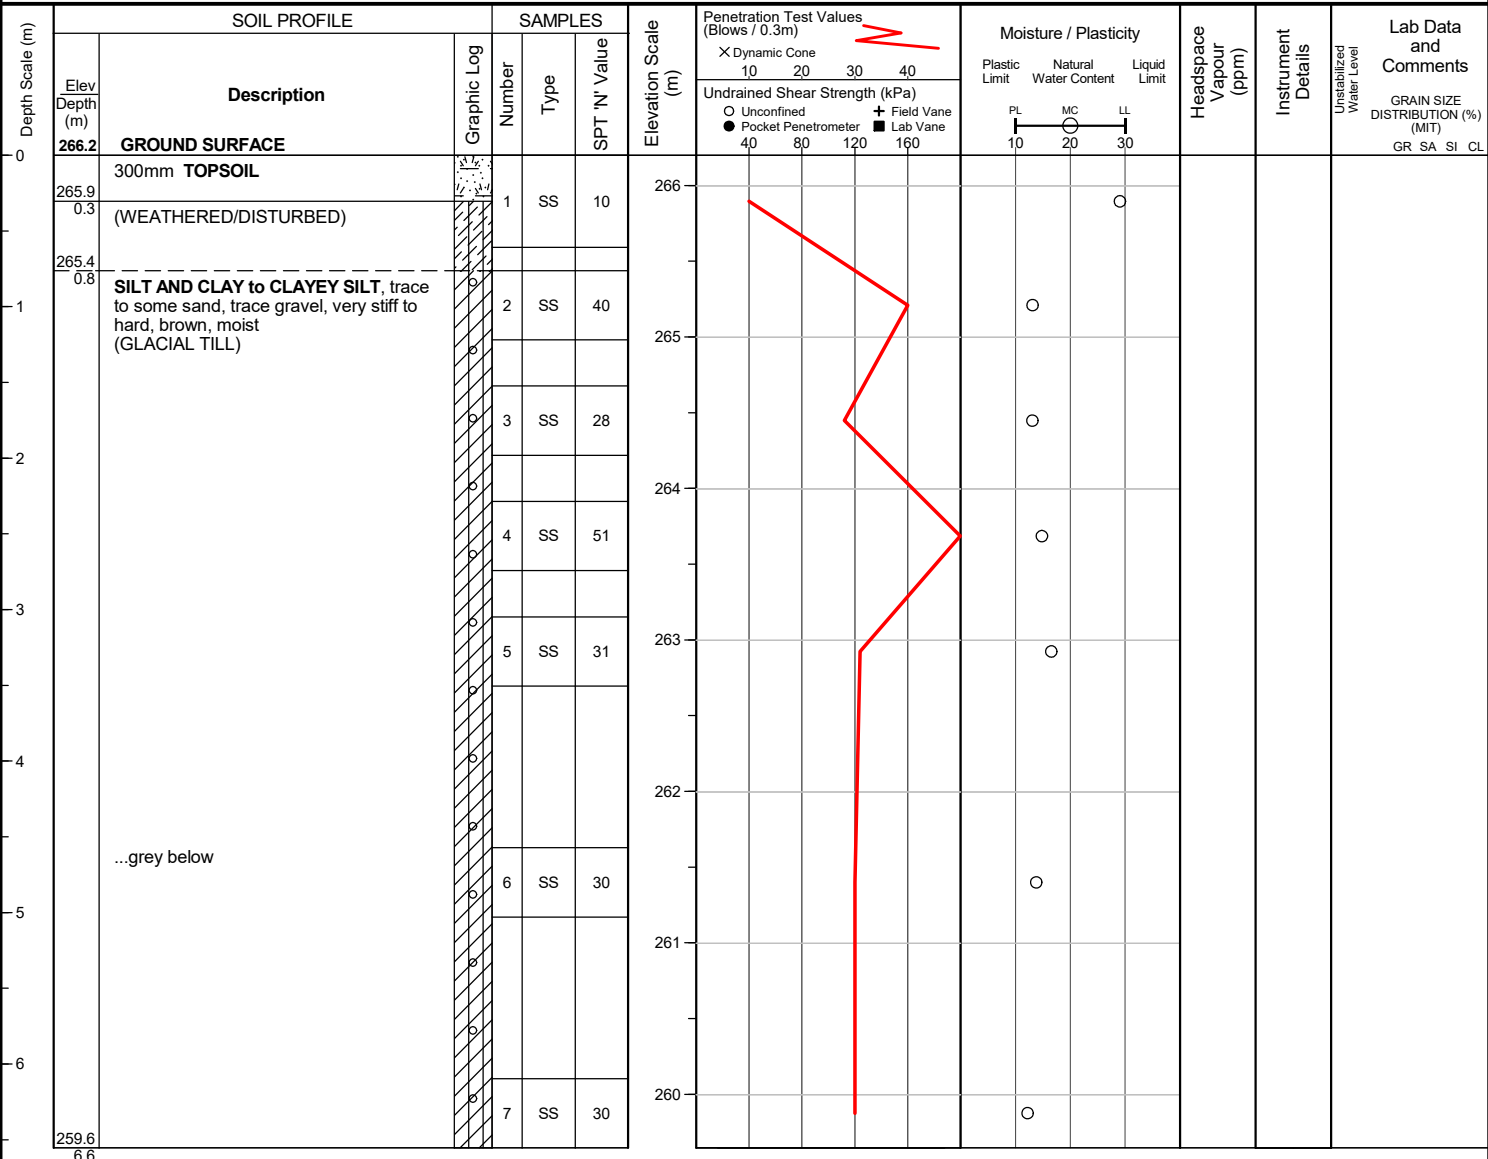 Depth Scale (m)
SOIL PROFILE
Elev
Depth
(m)
Description
Graphic Log
SAMPLES
Number
Type
SPT 'N' Value
Elevation Scale
(m)
Penetration Test Values
(Blows / 0.3m)
× Dynamic Cone
10 20 30 40
Undrained Shear Strength (kPa)
Unconfined + Field Vane
Pocket Penetrometer Lab Vane
40 80 120 160
Moisture / Plasticity
Plastic Natural Liquid
Limit Water Content Limit
PL MC LL
10 20 30
Headspace
Vapour
(ppm)
Instrument
Details
Unstabilized
Water Level
Lab Data
and
Comments
GRAIN SIZE
DISTRIBUTION (%)
(MIT)
GR SA SI CL
266.2 GROUND SURFACE
0
300mm TOPSOIL
266
265.9
0.3
1 SS 10
(WEATHERED/DISTURBED)
265.4
0.8
SILT AND CLAY to CLAYEY SILT, trace
to some sand, trace gravel, very stiff to
hard, brown, moist
(GLACIAL TILL)
1
2 SS 40
265
3 SS 28
2
264
4 SS 51
3
263
5 SS 31
4
262
...grey below
6 SS 30
5
261
6
260
7 SS 30
259.6
6.6